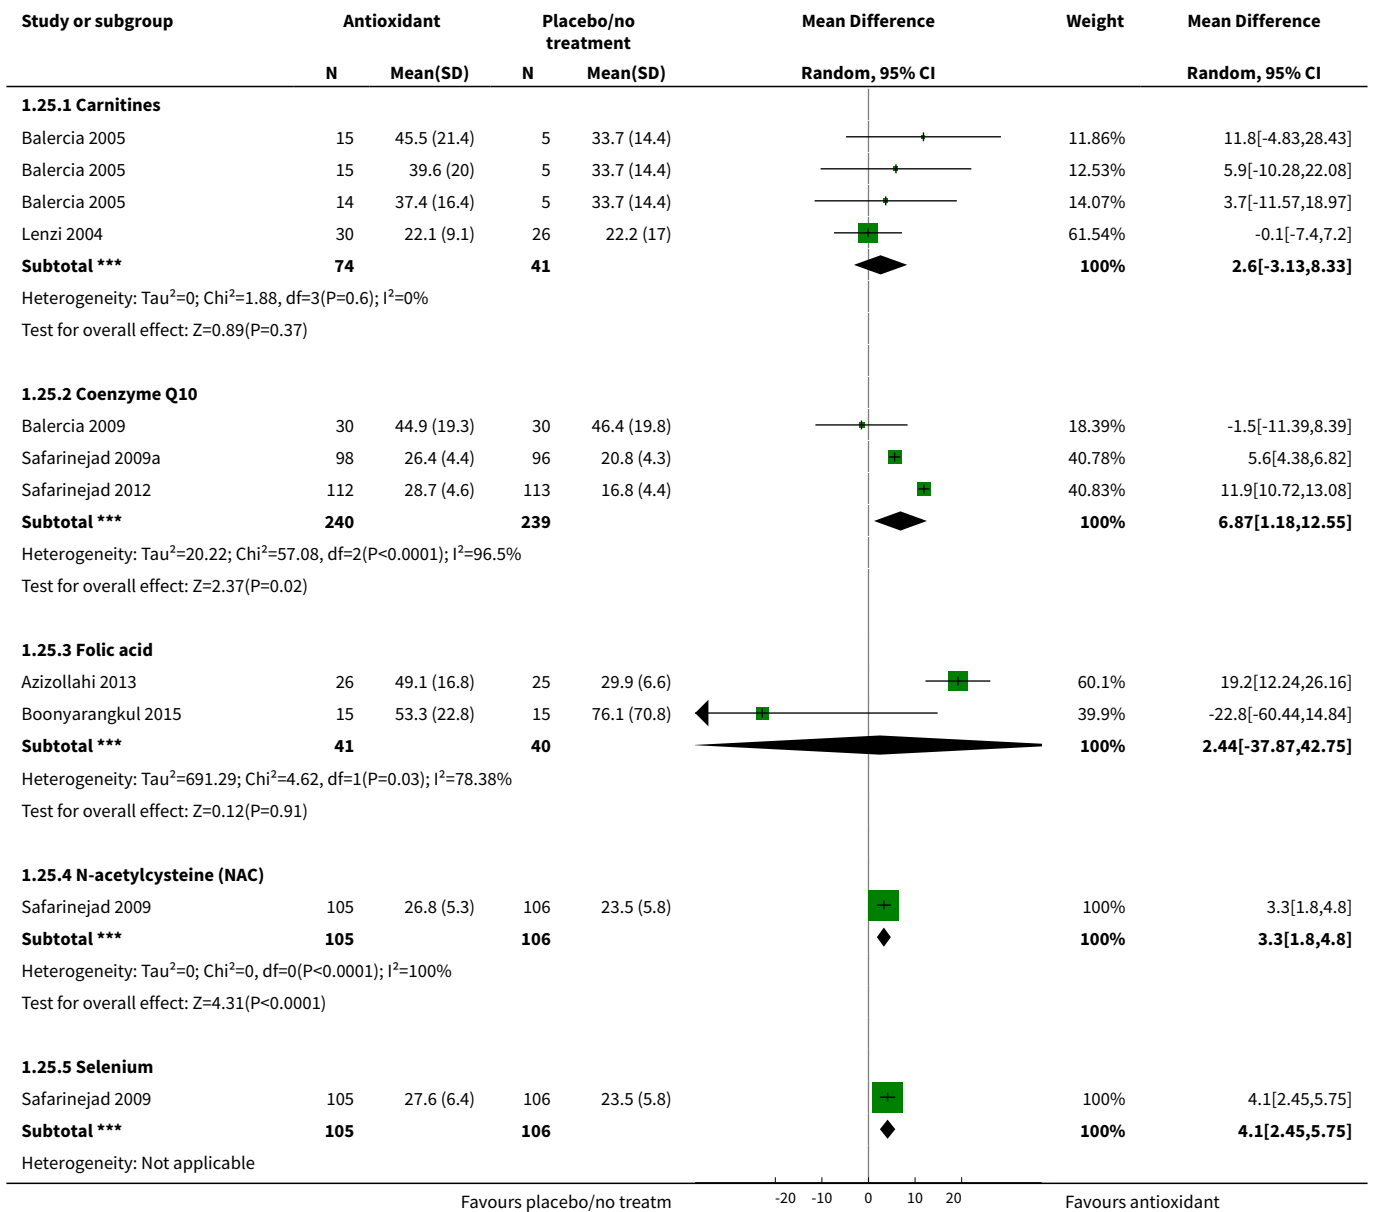 Study or subgroup Antioxidant Placebo/no treatment Mean Difference Weight Mean Difference
N Mean(SD) N Mean(SD) Random, 95% CI Random, 95% CI
1.25.1 Carnitines
Balercia 2005 15 45.5 (21.4) 5 33.7 (14.4) 11.86% 11.8[-4.83,28.43]
Balercia 2005 15 39.6 (20) 5 33.7 (14.4) 12.53% 5.9[-10.28,22.08]
Balercia 2005 14 37.4 (16.4) 5 33.7 (14.4) 14.07% 3.7[-11.57,18.97]
Lenzi 2004 30 22.1 (9.1) 26 22.2 (17) 61.54% -0.1[-7.4,7.2]
Subtotal *** 74 41 100% 2.6[-3.13,8.33]
Heterogeneity: Tau²=0; Chi²=1.88, df=3(P=0.6); I²=0%
Test for overall effect: Z=0.89(P=0.37)
1.25.2 Coenzyme Q10
Balercia 2009 30 44.9 (19.3) 30 46.4 (19.8) 18.39% -1.5[-11.39,8.39]
Safarinejad 2009a 98 26.4 (4.4) 96 20.8 (4.3) 40.78% 5.6[4.38,6.82]
Safarinejad 2012 112 28.7 (4.6) 113 16.8 (4.4) 40.83% 11.9[10.72,13.08]
Subtotal *** 240 239 100% 6.87[1.18,12.55]
Heterogeneity: Tau²=20.22; Chi²=57.08, df=2(P<0.0001); I²=96.5%
Test for overall effect: Z=2.37(P=0.02)
1.25.3 Folic acid
Azizollahi 2013 26 49.1 (16.8) 25 29.9 (6.6) 60.1% 19.2[12.24,26.16]
Boonyarangkul 2015 15 53.3 (22.8) 15 76.1 (70.8) 39.9% -22.8[-60.44,14.84]
Subtotal *** 41 40 100% 2.44[-37.87,42.75]
Heterogeneity: Tau²=691.29; Chi²=4.62, df=1(P=0.03); I²=78.38%
Test for overall effect: Z=0.12(P=0.91)
1.25.4 N-acetylcysteine (NAC)
Safarinejad 2009 105 26.8 (5.3) 106 23.5 (5.8) 100% 3.3[1.8,4.8]
Subtotal *** 105 106 100% 3.3[1.8,4.8]
Heterogeneity: Tau²=0; Chi²=0, df=0(P<0.0001); I²=100%
Test for overall effect: Z=4.31(P<0.0001)
1.25.5 Selenium
Safarinejad 2009 105 27.6 (6.4) 106 23.5 (5.8) 100% 4.1[2.45,5.75]
Subtotal *** 105 106 100% 4.1[2.45,5.75]
Heterogeneity: Not applicable
Favours placebo/no treatm -20 -10 0 10 20 Favours antioxidant